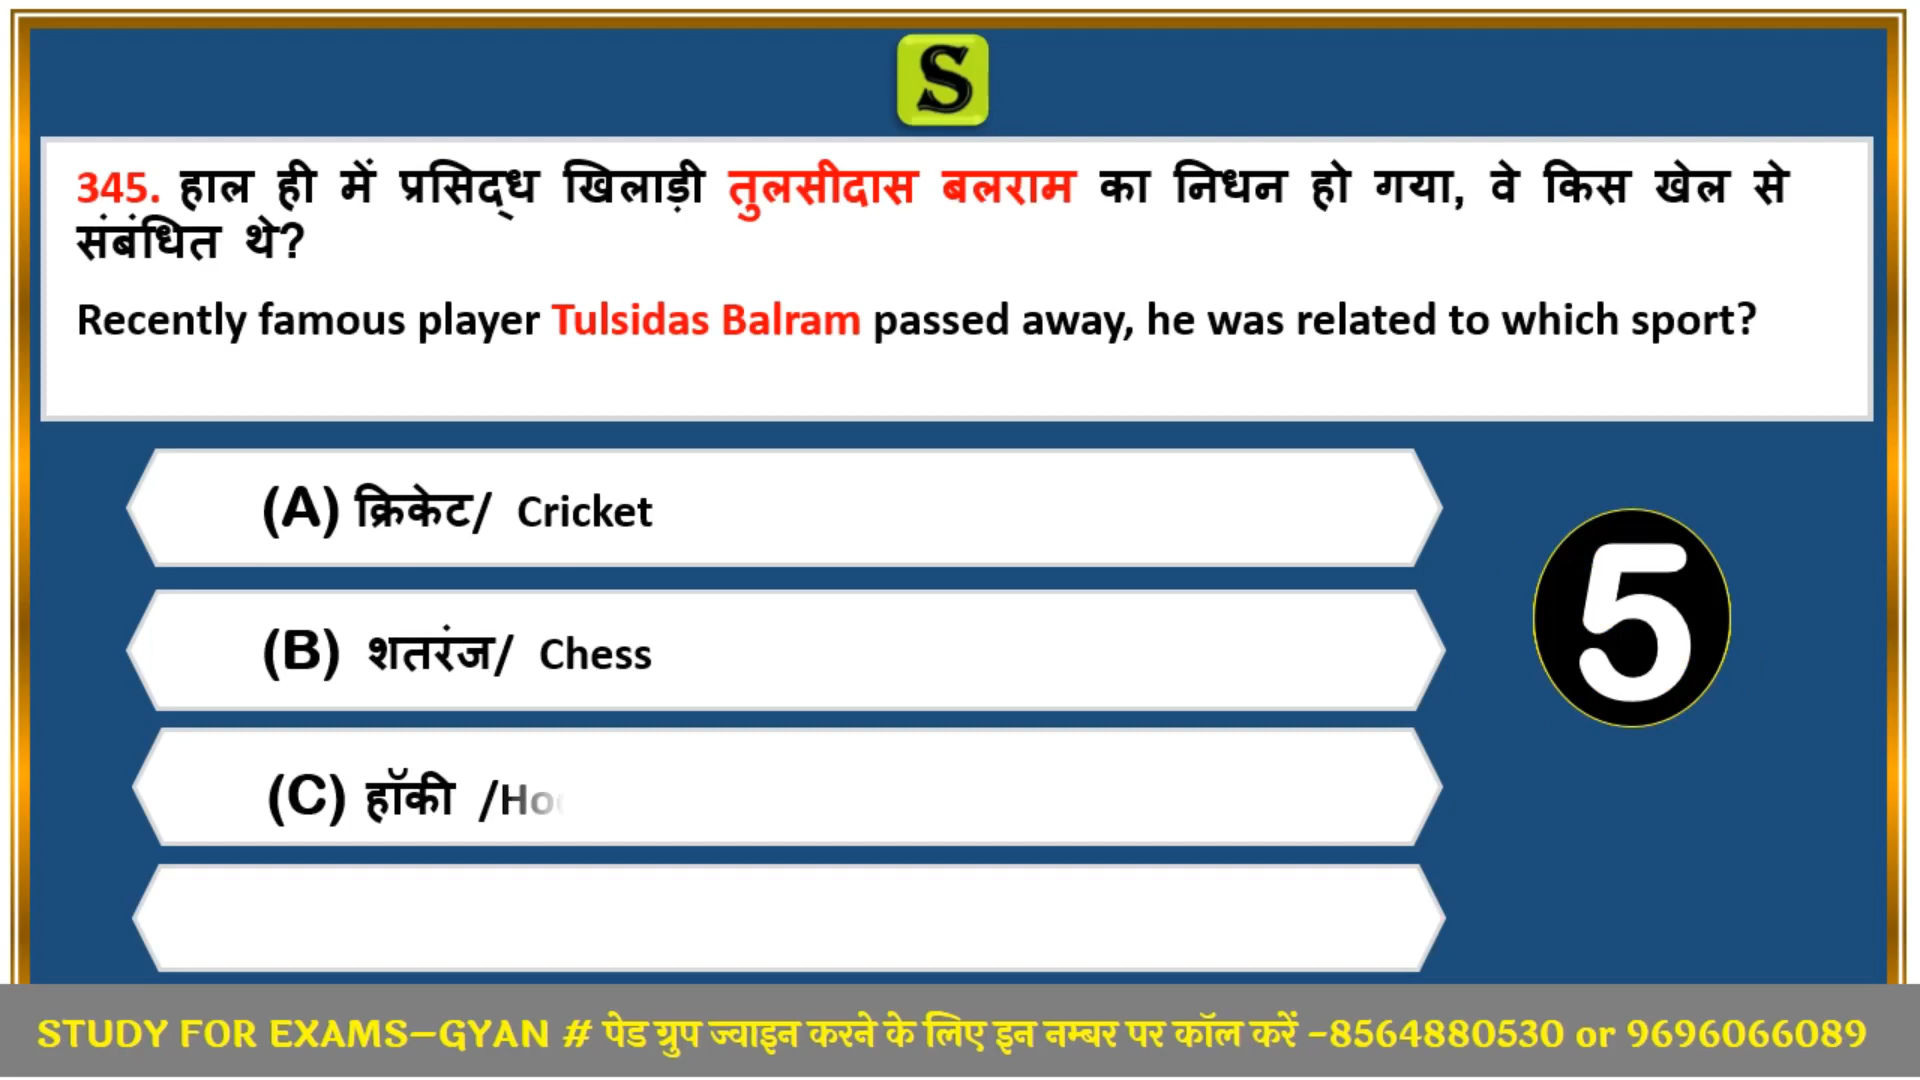 S
345. हाल ही में प्रसिद्ध खिलाड़ी तुलसीदास बलराम का निधन हो गया, वे किस खेल से
संबंधित थे?
Recently famous player Tulsidas Balram passed away, he was related to which sport?
(A) क्रिकेट/ Cricket
5
(B) शतरंज/ Chess
(C) हॉकी /Ho
STUDY FOR EXAMS-GYAN # पेड ग्रुप ज्वाइन करने के लिए इन नम्बर पर कॉल करें -8564880530 or 9696066089